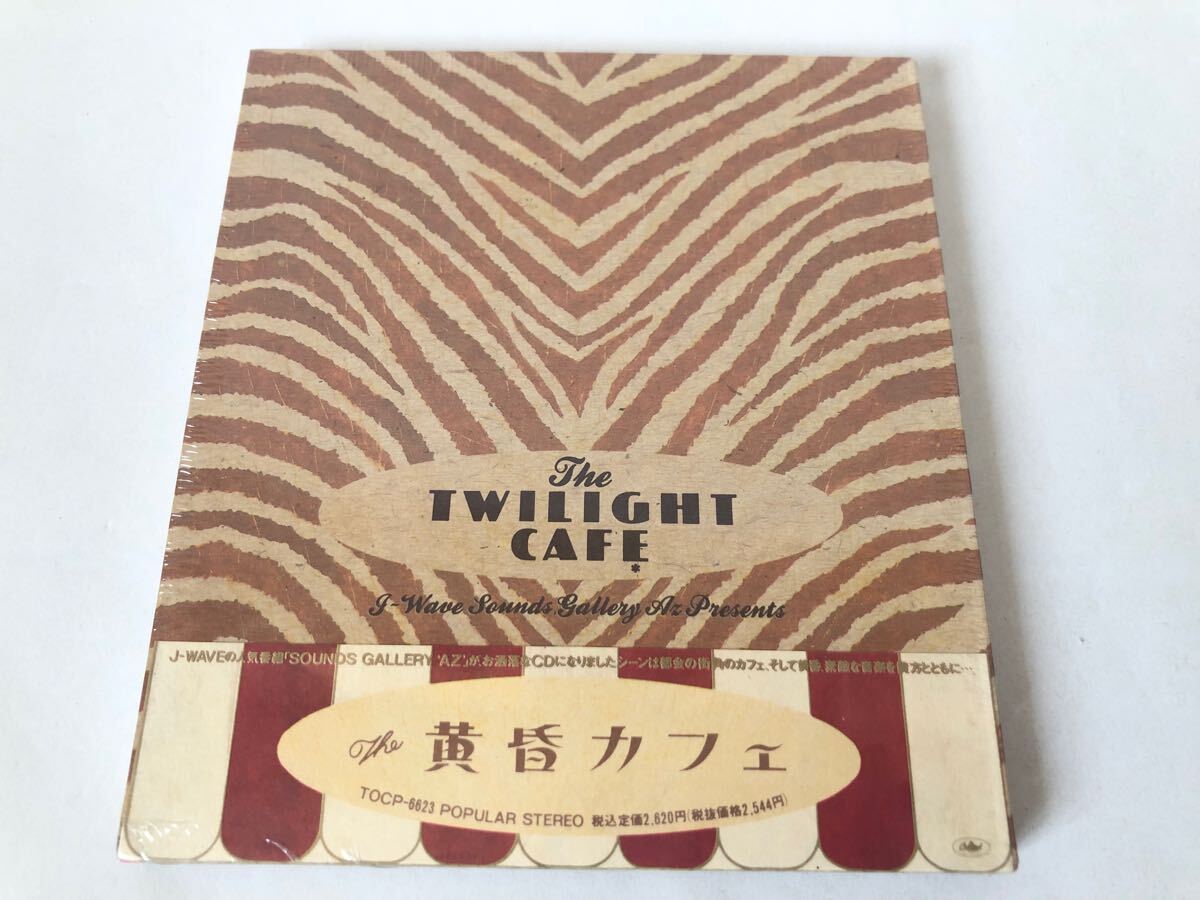 The
TWILIGHT
CAFE
J-Wave Sounds Gallery Az Presents
J-WAVEの人気番組「SOUNDS GALLERY 'AZ'」が、お洒落なCDになりましたシーンは都会の街角のカフェ、そして黄昏、素敵な音楽を貴方とともに…
The 黄昏カフェ
TOCP-6623 POPULAR STEREO 税込定価2,620円(税抜価格2,544円)